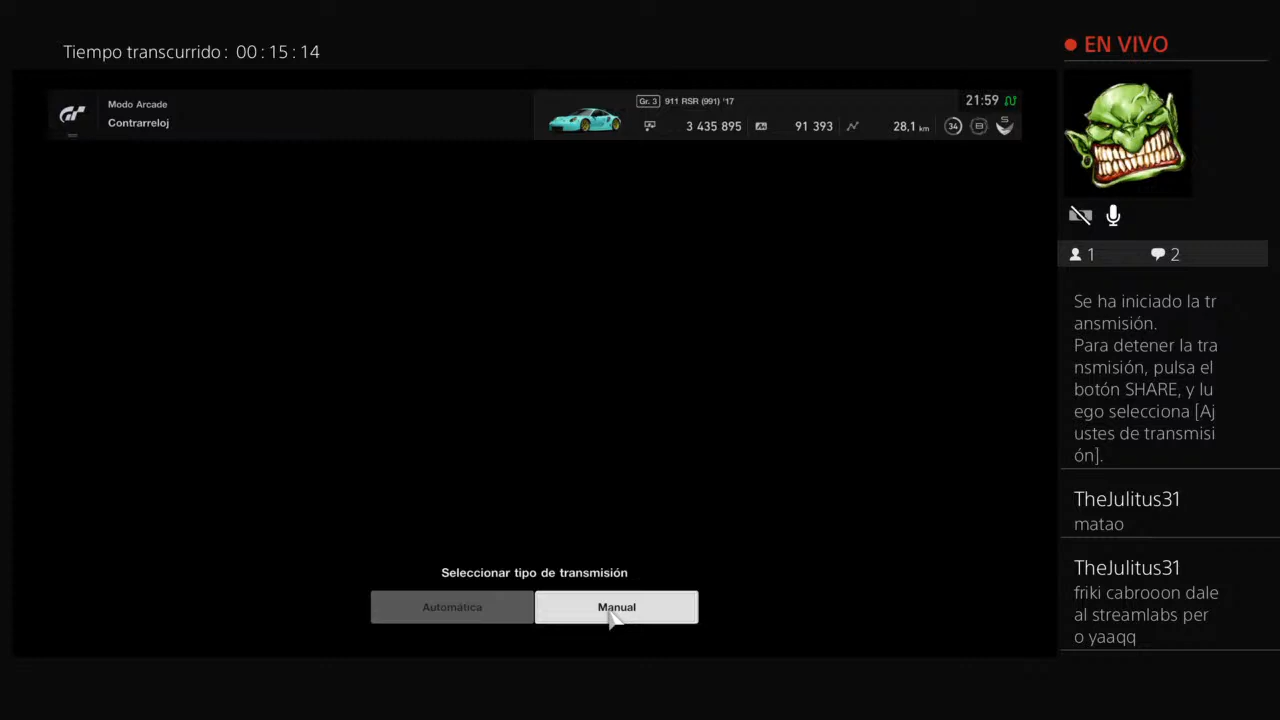 Tiempo transcurrido: 00:15:14
EN VIVO
Modo Arcade
Contrarreloj
Gr. 3 911 RSR (991) '17
21:59
3 435 895
91 393
28,1 km
34
S
1
2
Se ha iniciado la tr
ansmisión.
Para detener la tra
nsmisión, pulsa el
botón SHARE, y lu
ego selecciona [Aj
ustes de transmisi
ón].
TheJulitus31
matao
TheJulitus31
friki cabrooon dale
al streamlabs per
o yaaqq
Seleccionar tipo de transmisión
Automática
Manual